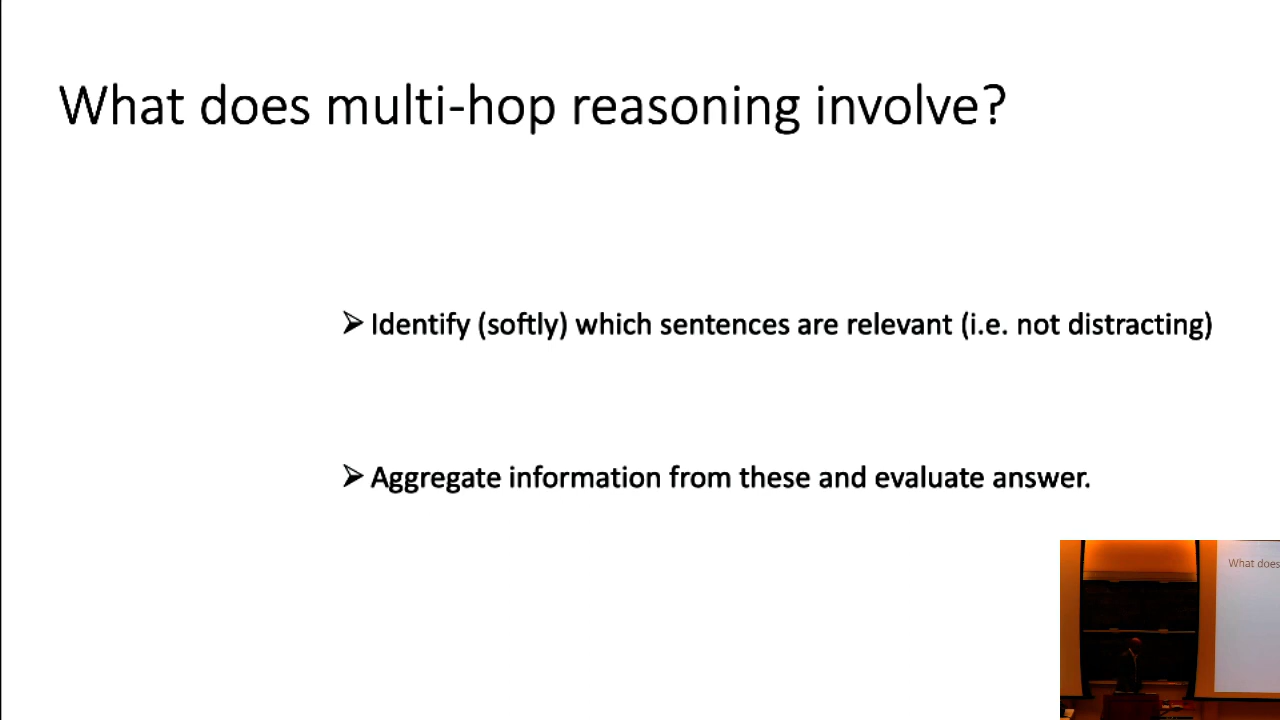 What does multi-hop reasoning involve?
➢ Identify (softly) which sentences are relevant (i.e. not distracting)
➢ Aggregate information from these and evaluate answer.
What does